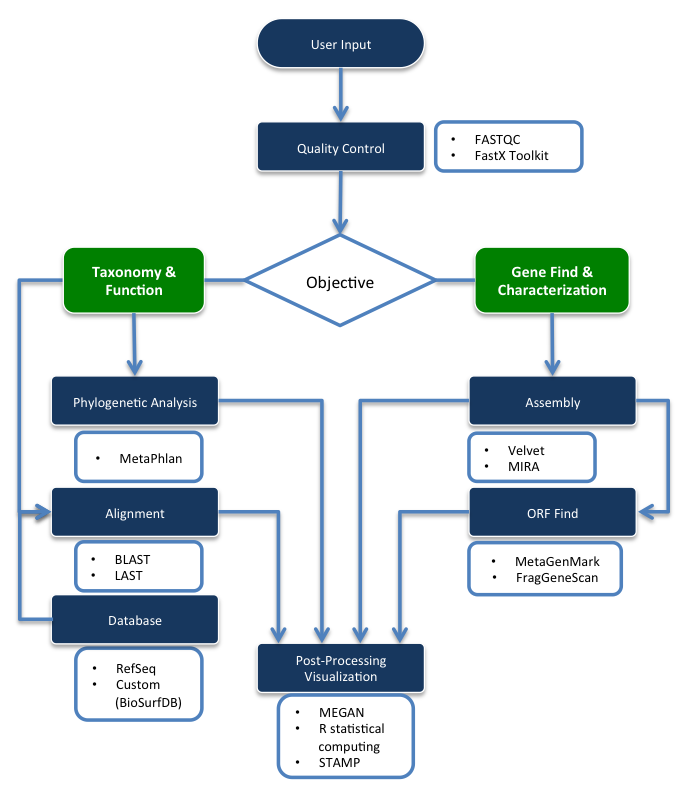 User Input
Quality Control
• FASTQC
• FastX Toolkit
Objective
Taxonomy &
Function
Gene Find &
Characterization
Phylogenetic Analysis
• MetaPhlan
Alignment
• BLAST
• LAST
Database
• RefSeq
• Custom
(BioSurfDB)
Assembly
• Velvet
• MIRA
ORF Find
• MetaGenMark
• FragGeneScan
Post-Processing
Visualization
• MEGAN
• R statistical
computing
• STAMP